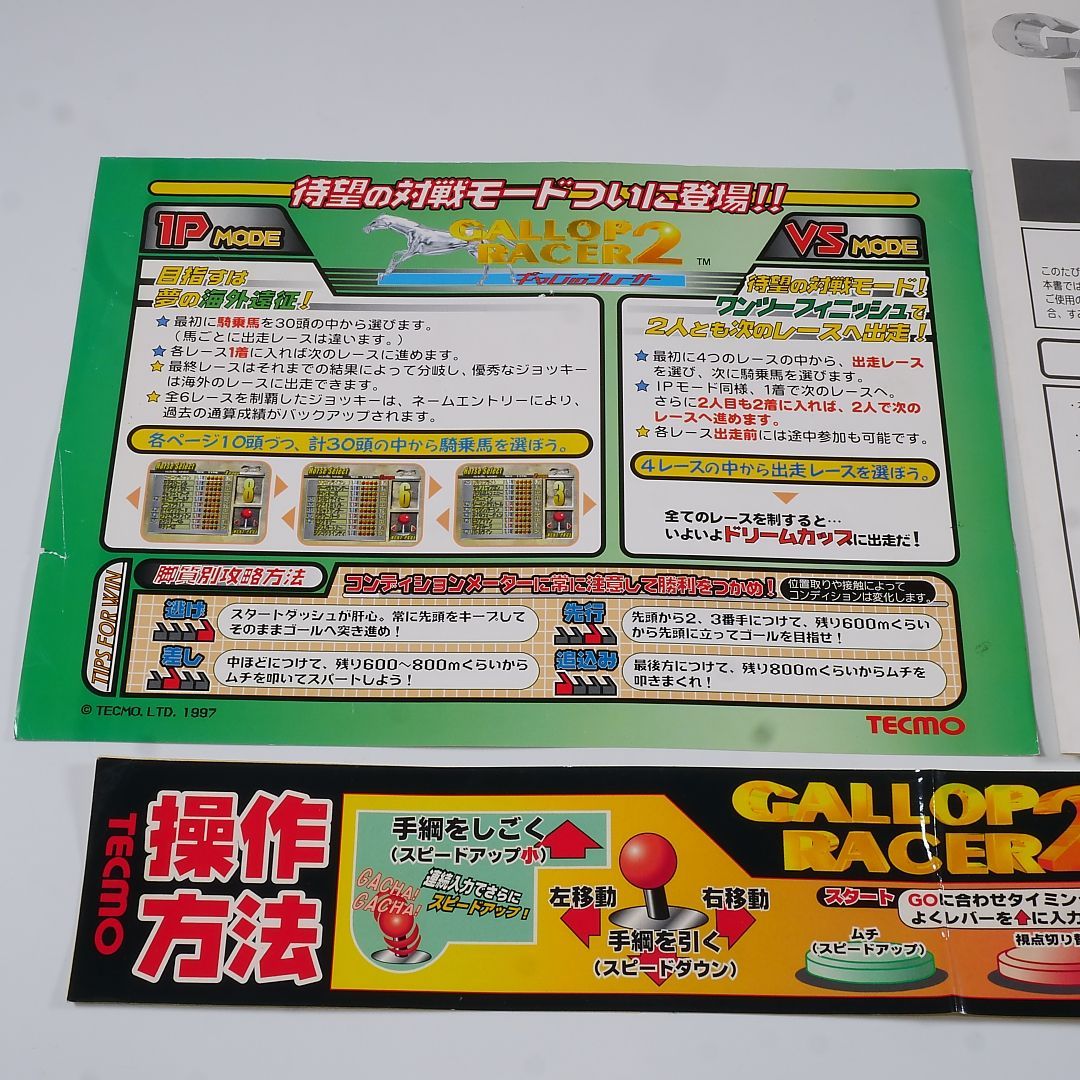 待望の対戦モードついに登場!!
1P MODE
GALLOP
RACER2
TM
ギャロップレーサー
VS MODE
目指すは
夢の海外遠征!
★最初に騎乗馬を30頭の中から選びます。
(馬ごとに出走レースは違います。)
★各レース1着に入れば次のレースに進めます。
★最終レースはそれまでの結果によって分岐し、優秀なジョッキー
は海外のレースに出走できます。
★全6レースを制覇したジョッキーは、ネームエントリーにより、
過去の通算成績がバックアップされます。
各ページ10頭づつ、計30頭の中から騎乗馬を選ぼう。
Horse Select
8
Horse Select
6
Horse Select
3
待望の対戦モード!
ワンツーフィニッシュで
2人とも次のレースへ出走!
★最初に4つのレースの中から、出走レース
を選び、次に騎乗馬を選びます。
★1Pモード同様、1着で次のレースへ。
さらに2人目も2着に入れば、2人で次の
レースへ進めます。
★各レース出走前には途中参加も可能です。
4レースの中から出走レースを選ぼう。
全てのレースを制すると…
いよいよドリームカップに出走だ!
TIPS FOR WIN
脚質別攻略方法
コンディションメーターに常に注意して勝利をつかめ!
位置取りや接触によって
コンディションは変化します。
逃げ
スタートダッシュが肝心。常に先頭をキープして
そのままゴールへ突き進め!
先行
先頭から2、3番手につけて、残り600mくらい
から先頭に立ってゴールを目指せ!
差し
中ほどにつけて、残り600〜800mくらいから
ムチを叩いてスパートしよう!
追込み
最後方につけて、残り800mくらいからムチを
叩きまくれ!
© TECMO, LTD. 1997
TECMO
このたび
本書では
ご使用の
合、す
TECMO
操作
方法
手綱をしごく
(スピードアップ小)
GACHA!
GACHA!
連続入力でさらに
スピードアップ!
左移動
右移動
手綱を引く
(スピードダウン)
GALLOP
RACER2
スタート
GOに合わせタイミン
よくレバーを↑に入力
ムチ
(スピードアップ)
視点切り替